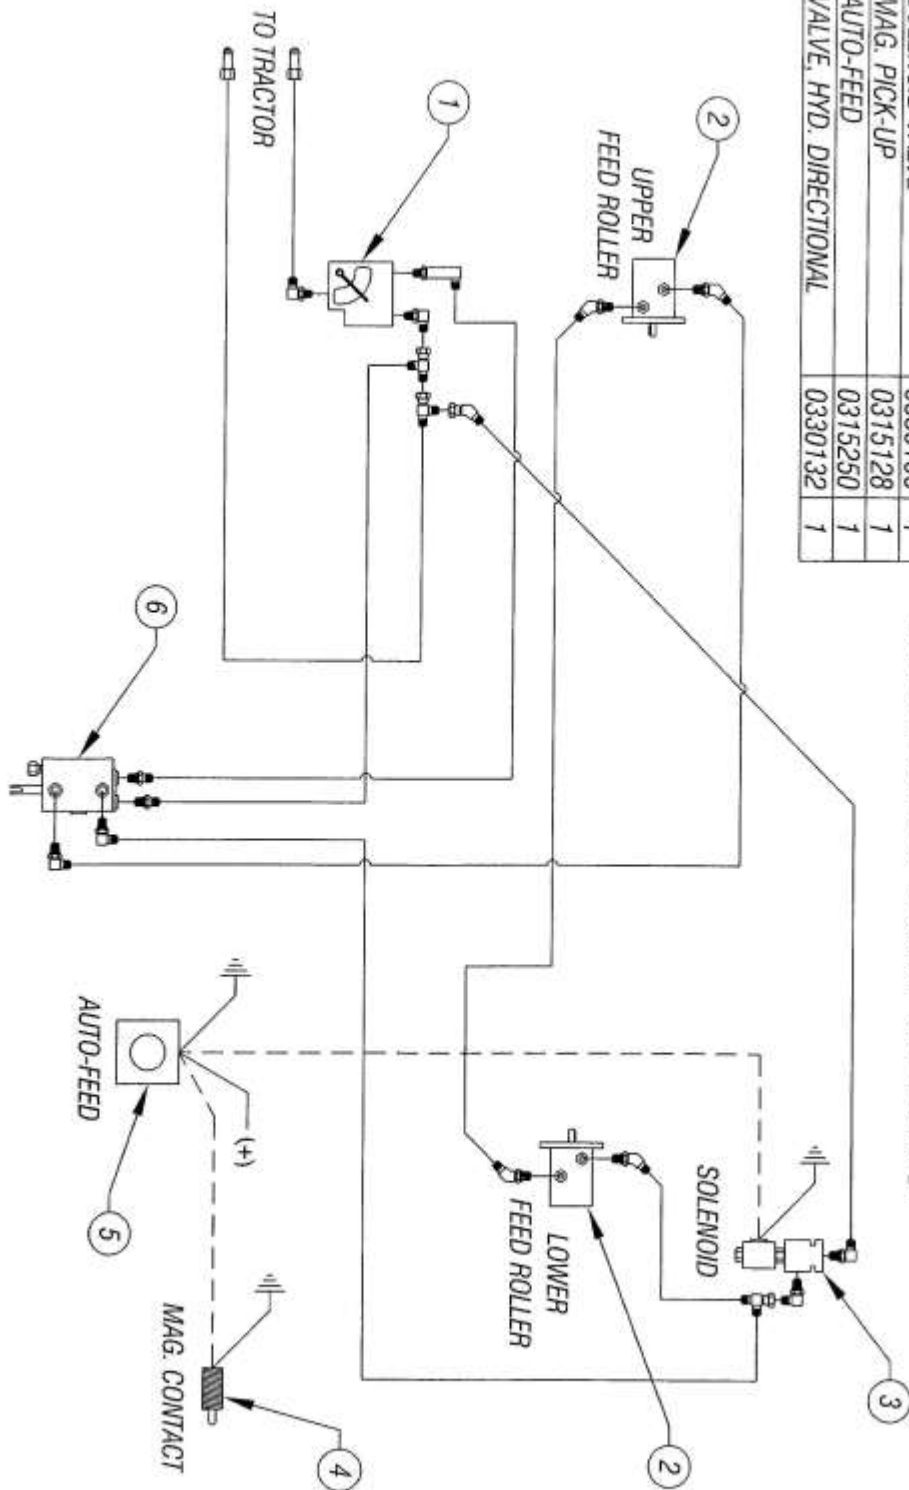 MAG. PICK-UP 0315128 1
AUTO-FEED 0315250 1
VALVE, HYD. DIRECTIONAL 0330132 1
2
UPPER
FEED ROLLER
1
TO TRACTOR
3
SOLENOID
2
LOWER
FEED ROLLER
6
(+)
AUTO-FEED
5
MAG. CONTACT
4